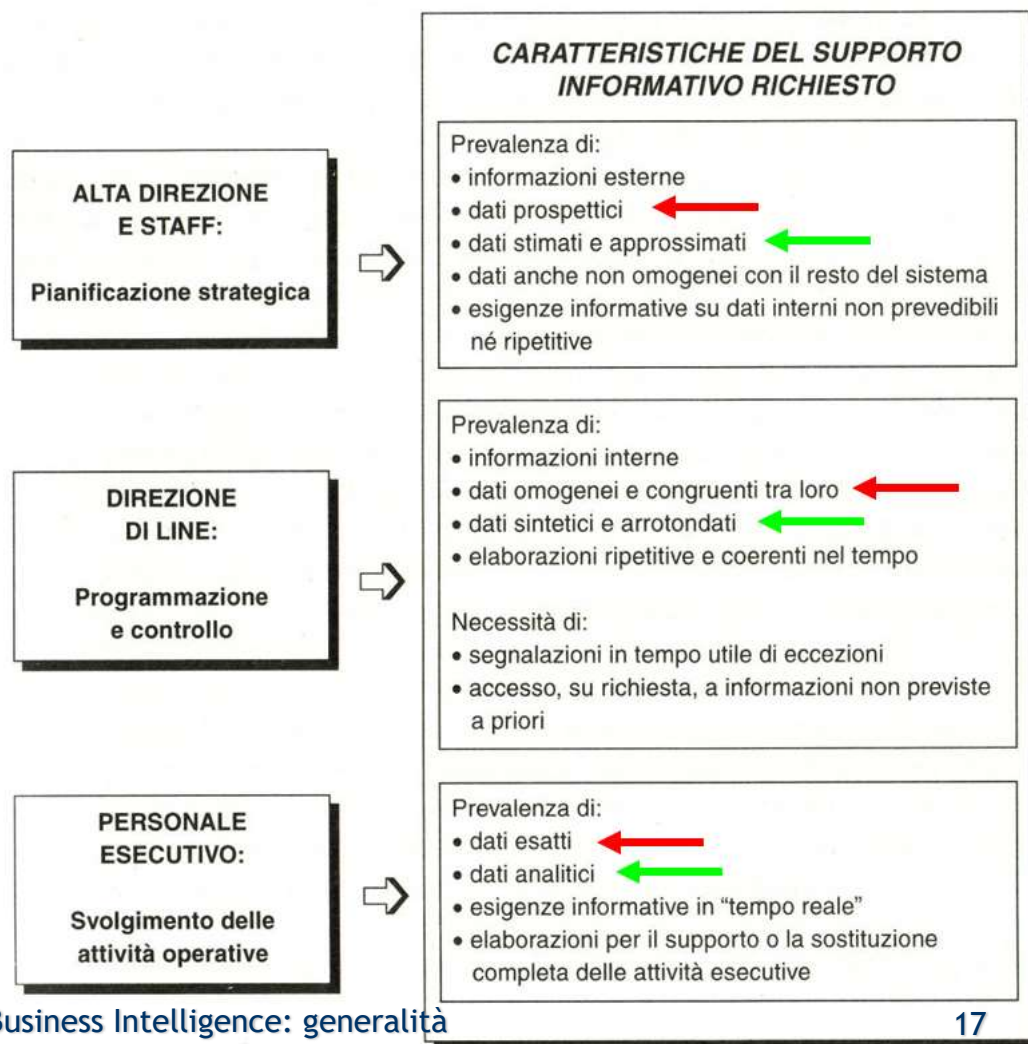 CARATTERISTICHE DEL SUPPORTO
INFORMATIVO RICHIESTO
ALTA DIREZIONE
E STAFF:
Pianificazione strategica
Prevalenza di:
• informazioni esterne
• dati prospettici
• dati stimati e approssimati
• dati anche non omogenei con il resto del sistema
• esigenze informative su dati interni non prevedibili
né ripetitive
DIREZIONE
DI LINE:
Programmazione
e controllo
Prevalenza di:
• informazioni interne
• dati omogenei e congruenti tra loro
• dati sintetici e arrotondati
• elaborazioni ripetitive e coerenti nel tempo
Necessità di:
• segnalazioni in tempo utile di eccezioni
• accesso, su richiesta, a informazioni non previste
a priori
PERSONALE
ESECUTIVO:
Svolgimento delle
attività operative
Prevalenza di:
• dati esatti
• dati analitici
• esigenze informative in “tempo reale”
• elaborazioni per il supporto o la sostituzione
completa delle attività esecutive
Business Intelligence: generalità
17